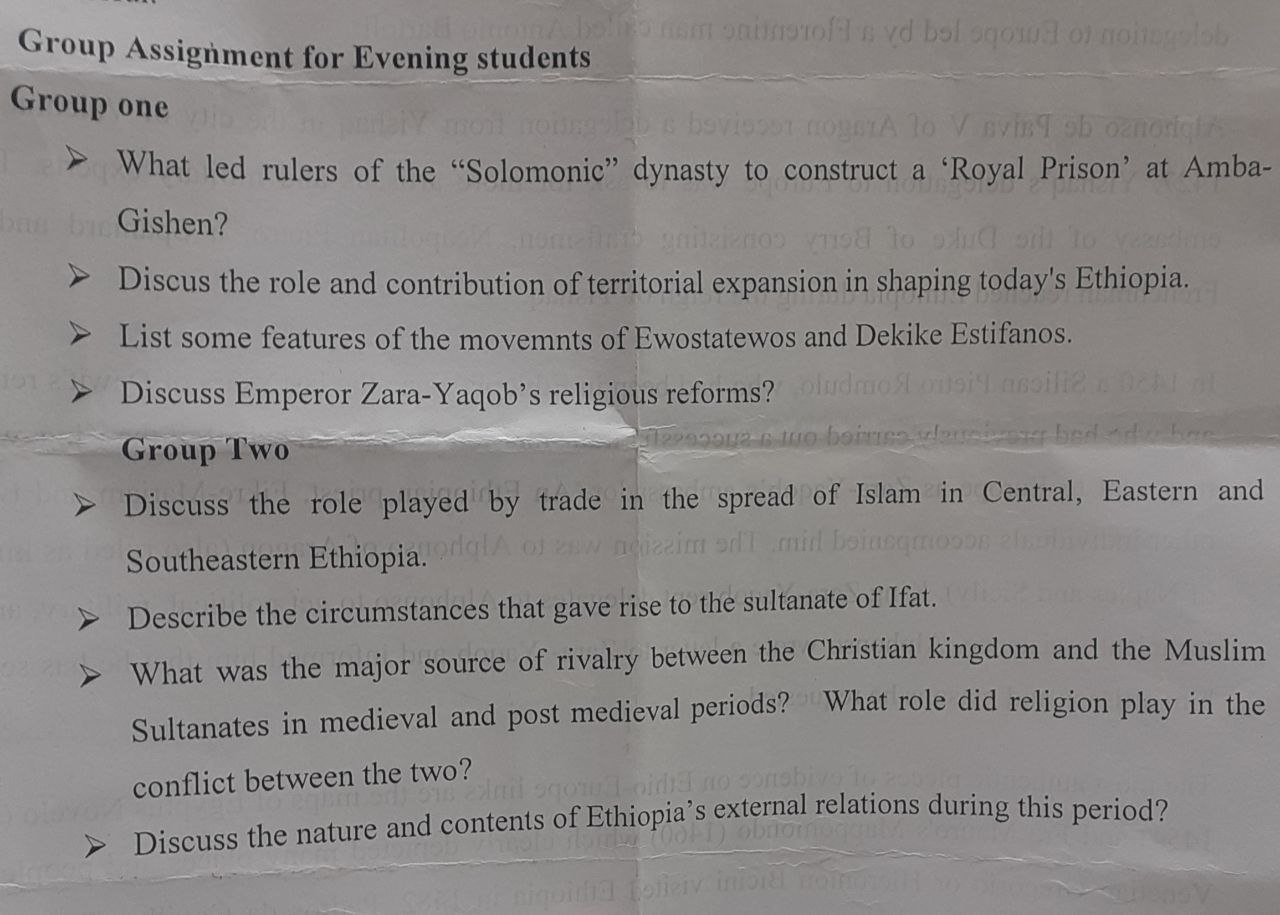 Group Assignment for Evening students
Group one
➢ What led rulers of the “Solomonic” dynasty to construct a ‘Royal Prison’ at Amba-
Gishen?
➢ Discus the role and contribution of territorial expansion in shaping today's Ethiopia.
➢ List some features of the movemnts of Ewostatewos and Dekike Estifanos.
➢ Discuss Emperor Zara-Yaqob’s religious reforms?
Group Two
➢ Discuss the role played by trade in the spread of Islam in Central, Eastern and
Southeastern Ethiopia.
➢ Describe the circumstances that gave rise to the sultanate of Ifat.
➢ What was the major source of rivalry between the Christian kingdom and the Muslim
Sultanates in medieval and post medieval periods? What role did religion play in the
conflict between the two?
➢ Discuss the nature and contents of Ethiopia’s external relations during this period?